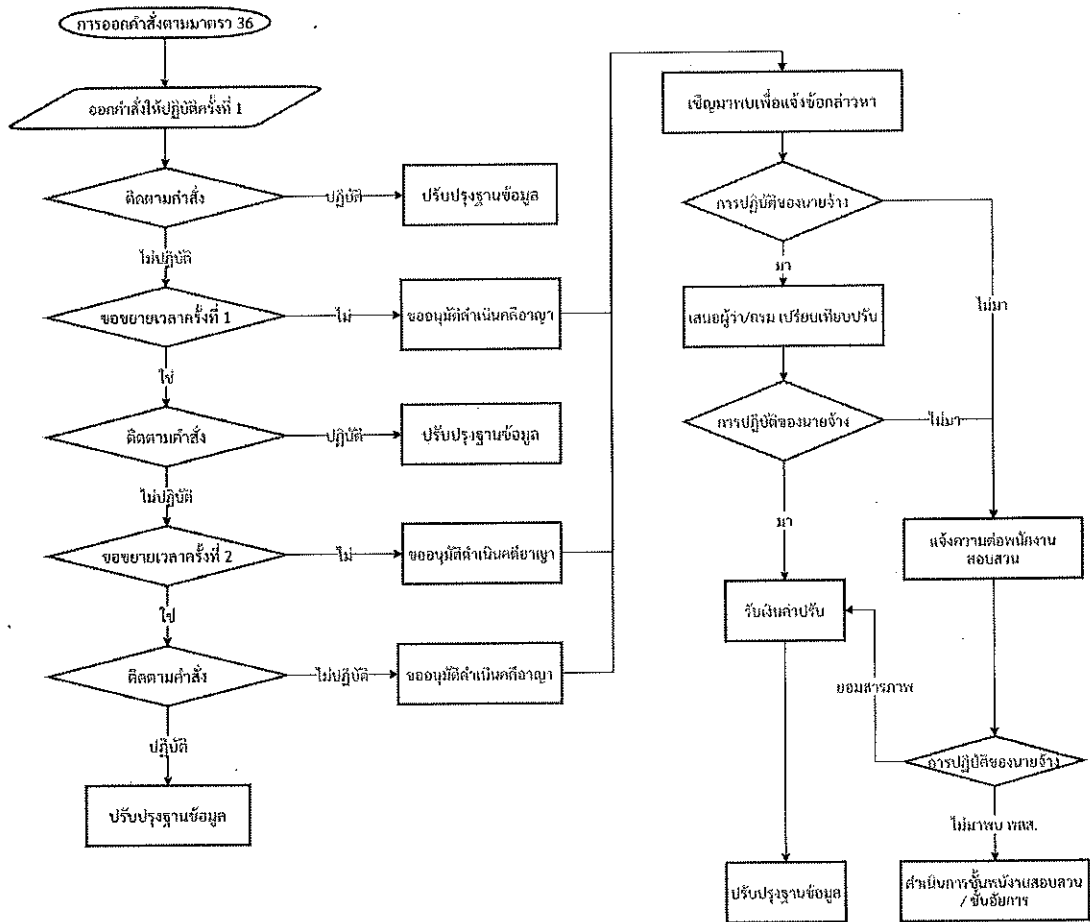 การออกคำสั่งตามมาตรา 36
ออกคำสั่งให้ปฏิบัติครั้งที่ 1
ติดตามคำสั่ง
ปฏิบัติ
ปรับปรุงฐานข้อมูล
ไม่ปฏิบัติ
ขอขยายเวลาครั้งที่ 1
ไม่
ขออนุมัติดำเนินคดีอาญา
ใช่
ติดตามคำสั่ง
ปฏิบัติ
ปรับปรุงฐานข้อมูล
ไม่ปฏิบัติ
ขอขยายเวลาครั้งที่ 2
ไม่
ขออนุมัติดำเนินคดีอาญา
ใช่
ติดตามคำสั่ง
ไม่ปฏิบัติ
ขออนุมัติดำเนินคดีอาญา
ปฏิบัติ
ปรับปรุงฐานข้อมูล
เชิญมาพบเพื่อแจ้งข้อกล่าวหา
การปฏิบัติของนายจ้าง
มา
ไม่มา
เสนอผู้ว่า/กรม เปรียบเทียบปรับ
การปฏิบัติของนายจ้าง
ไม่มา
มา
แจ้งความต่อพนักงาน
สอบสวน
รับเงินค่าปรับ
ยอมสารภาพ
การปฏิบัติของนายจ้าง
ไม่มาพบ พสส.
ปรับปรุงฐานข้อมูล
ดำเนินการชั้นพนังานสอบสวน
/ ชั้นอัยการ